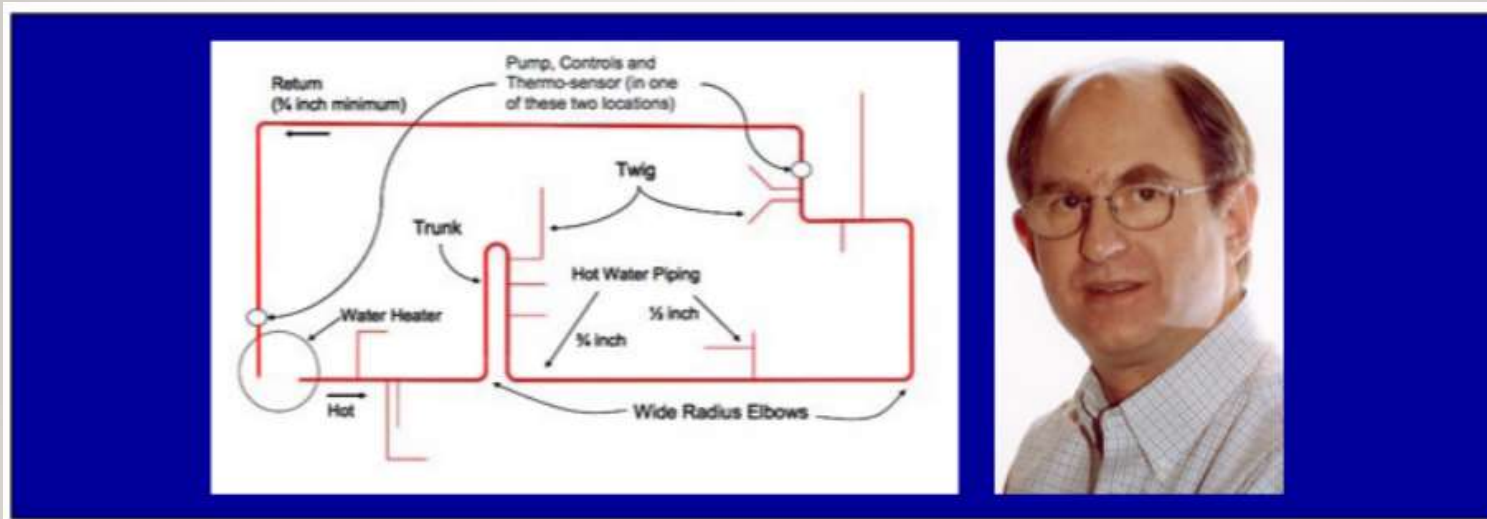 Pump, Controls and
Thermo-sensor (in one
of these two locations)
Return
(¾ inch minimum)
Twig
Trunk
Hot Water Piping
Water Heater
½ inch
¾ inch
Hot
Wide Radius Elbows